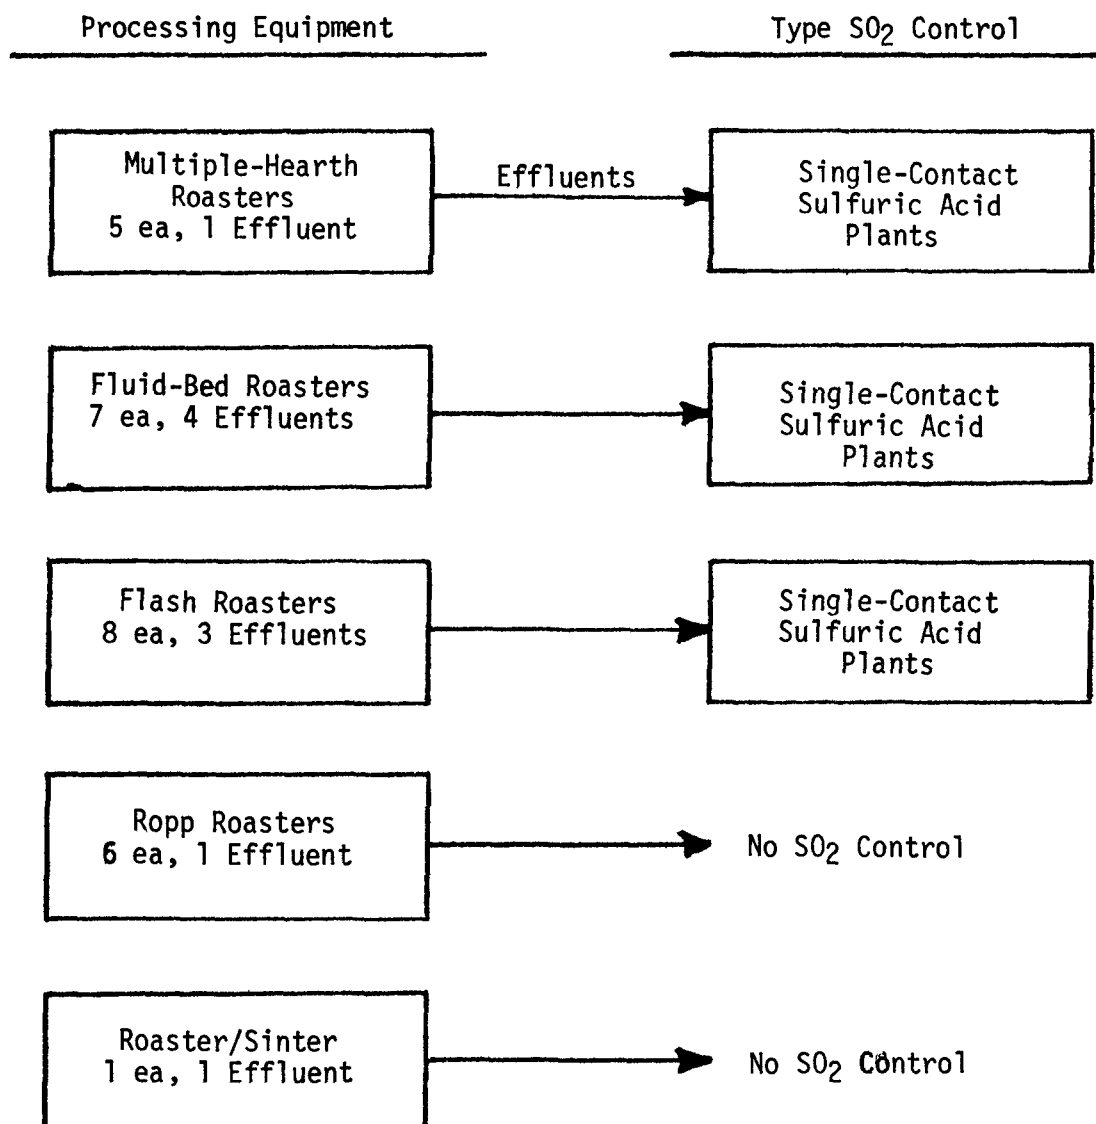 Processing Equipment
Type SO2 Control
Multiple-Hearth
Roasters
5 ea, 1 Effluent
Effluents
Single-Contact
Sulfuric Acid
Plants
Fluid-Bed Roasters
7 ea, 4 Effluents
Single-Contact
Sulfuric Acid
Plants
Flash Roasters
8 ea, 3 Effluents
Single-Contact
Sulfuric Acid
Plants
Ropp Roasters
6 ea, 1 Effluent
No SO2 Control
Roaster/Sinter
1 ea, 1 Effluent
No SO2 Control